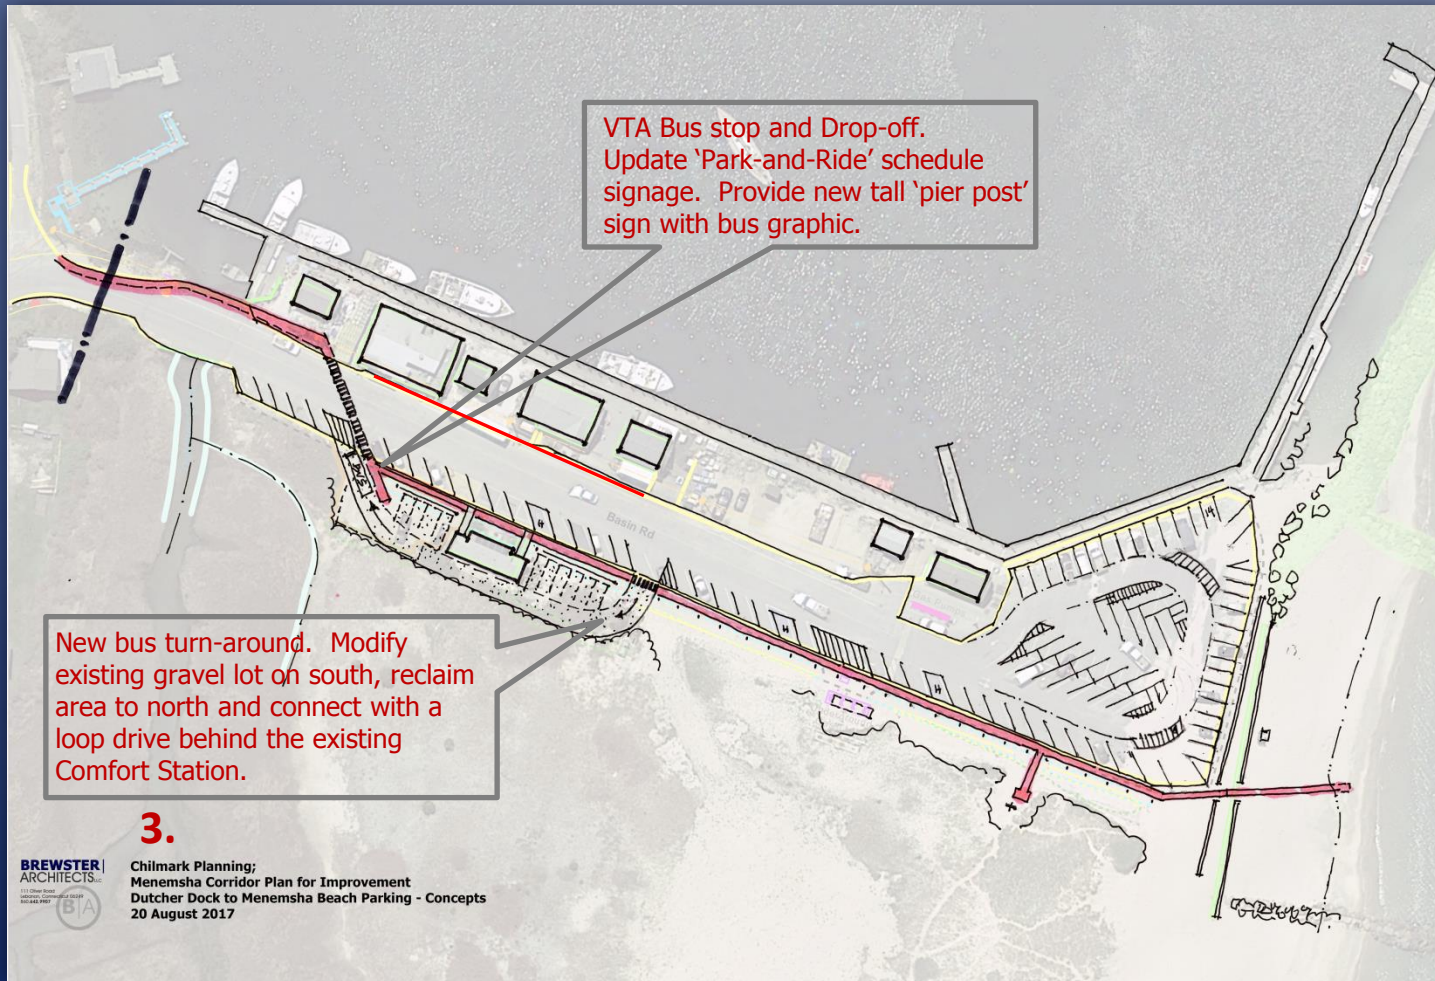 VTA Bus stop and Drop-off.
Update ‘Park-and-Ride’ schedule
signage.  Provide new tall ‘pier post’
sign with bus graphic.
BUS
Basin Rd
H
H
H
14
New bus turn-around.  Modify
existing gravel lot on south, reclaim
area to north and connect with a
loop drive behind the existing
Comfort Station.
3.
BREWSTER|
ARCHITECTS LLC
B|A
Chilmark Planning;
Menemsha Corridor Plan for Improvement
Dutcher Dock to Menemsha Beach Parking - Concepts
20 August 2017